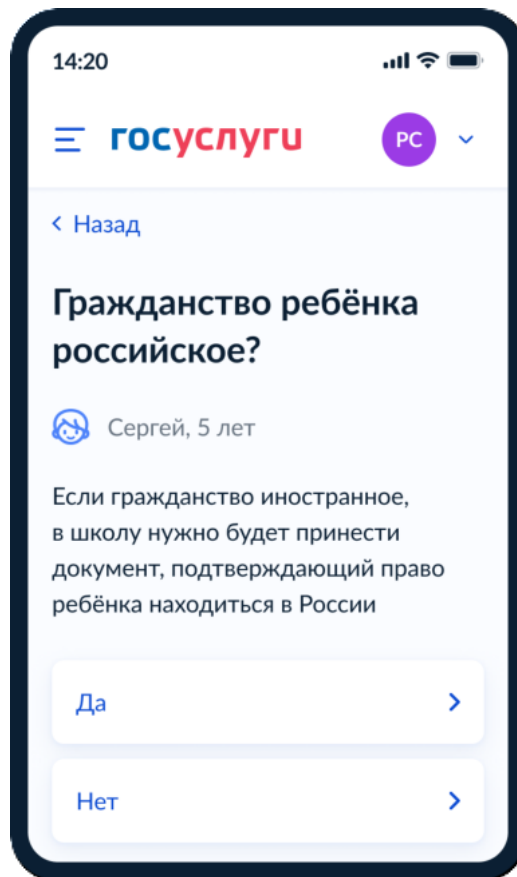 14:20
госуслуги
РС
Назад
Гражданство ребёнка
российское?
Сергей, 5 лет
Если гражданство иностранное,
в школу нужно будет принести
документ, подтверждающий право
ребёнка находиться в России
Да
Нет